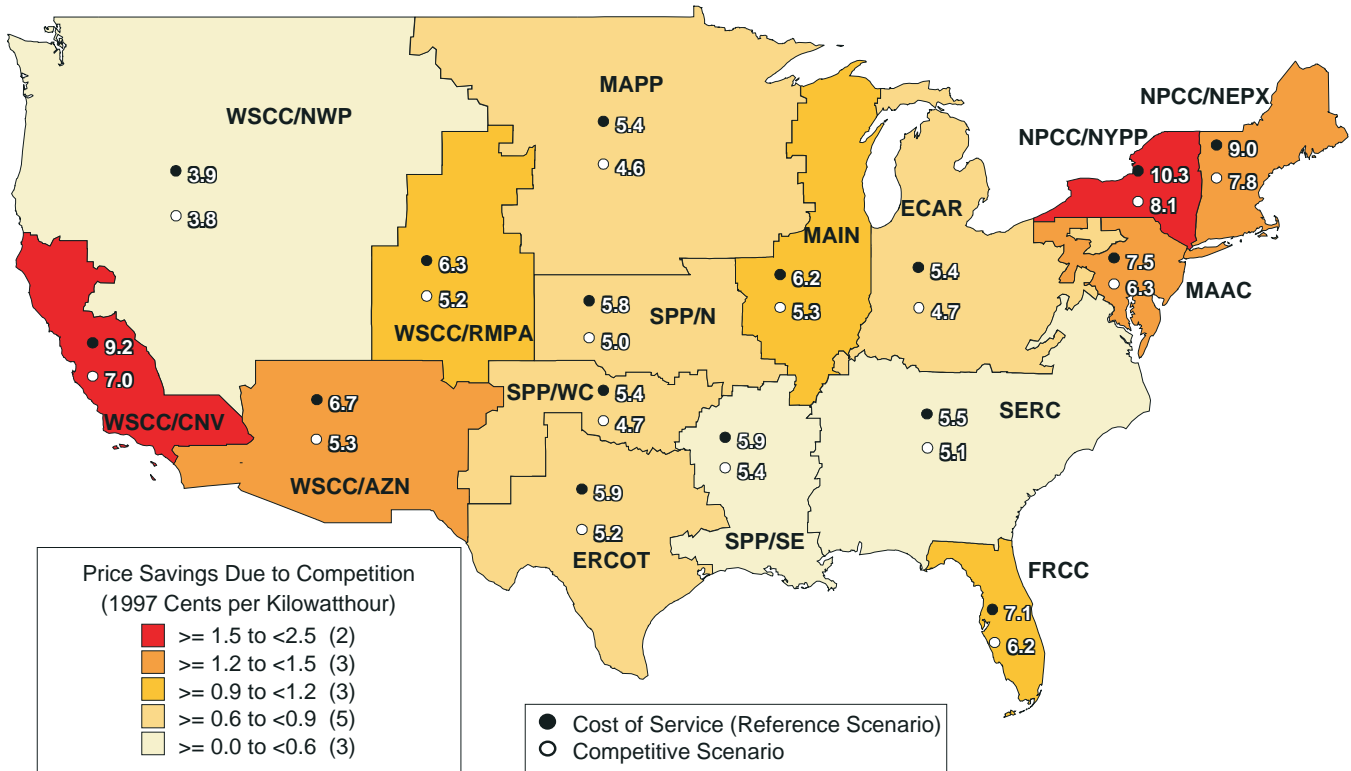 MAPP
5.4
4.6
WSCC/NWP
3.9
3.8
NPCC/NEPX
9.0
7.8
NPCC/NYPP
10.3
8.1
ECAR
5.4
4.7
MAIN
6.2
5.3
MAAC
7.5
6.3
6.3
5.2
WSCC/RMPA
5.8
SPP/N
5.0
9.2
7.0
WSCC/CNV
6.7
5.3
WSCC/AZN
SPP/WC
5.4
4.7
5.9
5.4
SPP/SE
SERC
5.5
5.1
5.9
5.2
ERCOT
FRCC
7.1
6.2
Price Savings Due to Competition
(1997 Cents per Kilowatthour)
>= 1.5 to <2.5 (2)
>= 1.2 to <1.5 (3)
>= 0.9 to <1.2 (3)
>= 0.6 to <0.9 (5)
>= 0.0 to <0.6 (3)
Cost of Service (Reference Scenario)
Competitive Scenario